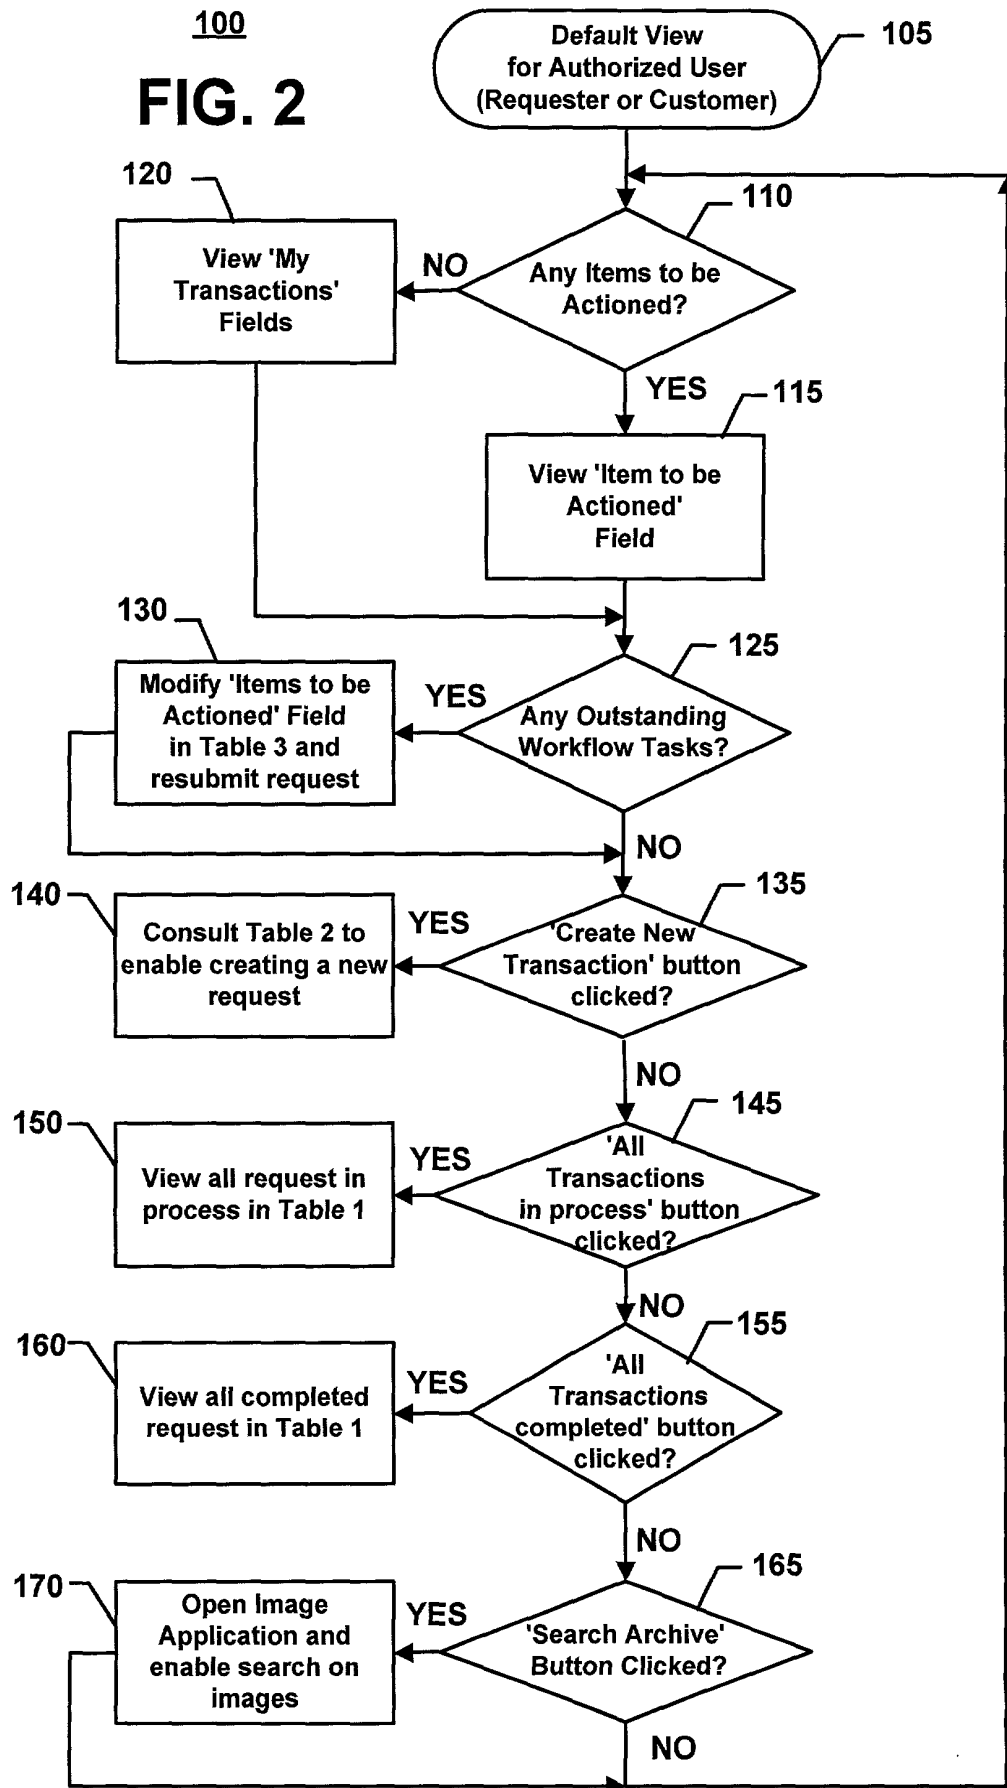 100
FIG. 2
Default View
for Authorized User
(Requester or Customer)
105
120
110
View 'My
Transactions'
Fields
NO
Any Items to be
Actioned?
YES
115
View 'Item to be
Actioned'
Field
130
125
Modify 'Items to be
Actioned' Field
in Table 3 and
resubmit request
YES
Any Outstanding
Workflow Tasks?
NO
140
135
Consult Table 2 to
enable creating a new
request
YES
'Create New
Transaction' button
clicked?
NO
150
145
View all request in
process in Table 1
YES
'All
Transactions
in process' button
clicked?
NO
160
155
View all completed
request in Table 1
YES
'All
Transactions
completed' button
clicked?
NO
170
165
Open Image
Application and
enable search on
images
YES
'Search Archive'
Button Clicked?
NO